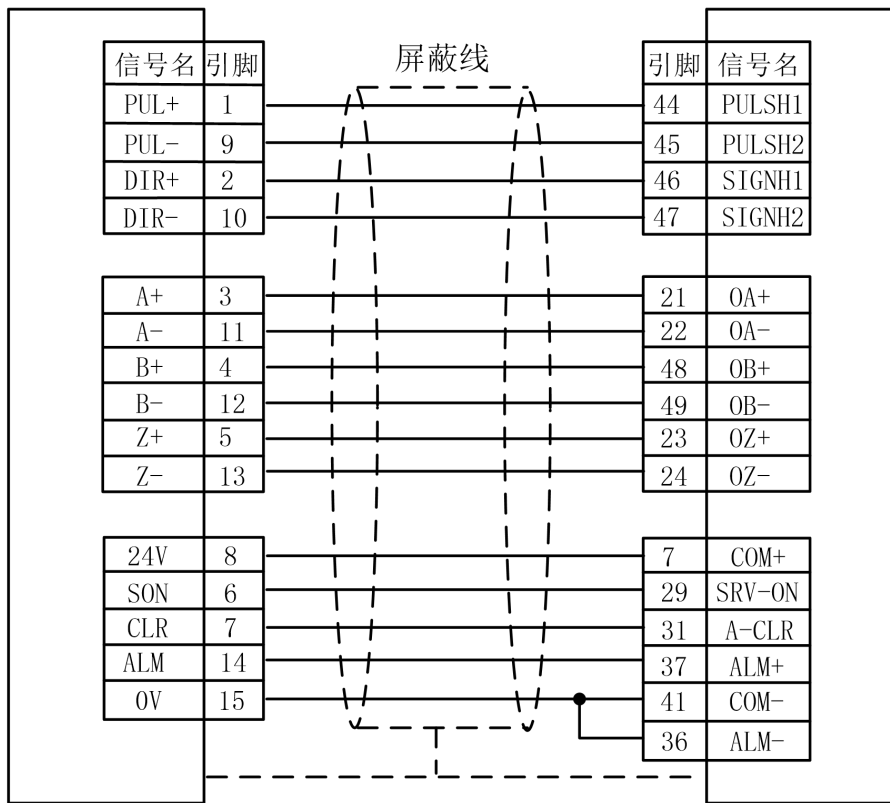 屏蔽线
信号名 引脚 引脚 信号名
PUL+ 1 44 PULSH1
PUL- 9 45 PULSH2
DIR+ 2 46 SIGNH1
DIR- 10 47 SIGNH2
A+ 3 21 OA+
A- 11 22 OA-
B+ 4 48 OB+
B- 12 49 OB-
Z+ 5 23 OZ+
Z- 13 24 OZ-
24V 8 7 COM+
SON 6 29 SRV-ON
CLR 7 31 A-CLR
ALM 14 37 ALM+
0V 15 41 COM-
36 ALM-